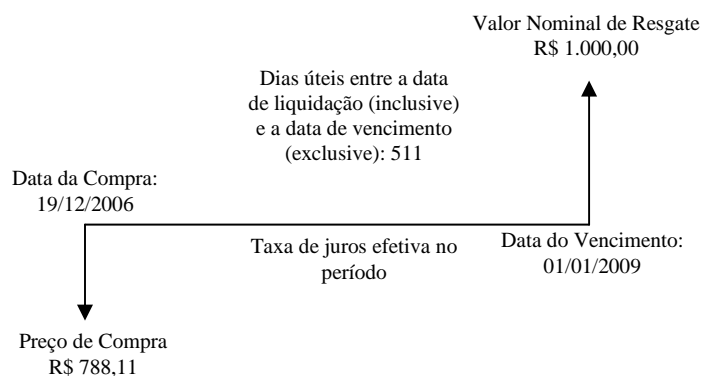 Valor Nominal de Resgate
R$ 1.000,00
Dias úteis entre a data
de liquidação (inclusive)
e a data de vencimento
(exclusive): 511
Data da Compra:
19/12/2006
Taxa de juros efetiva no
período
Data do Vencimento:
01/01/2009
Preço de Compra
R$ 788,11